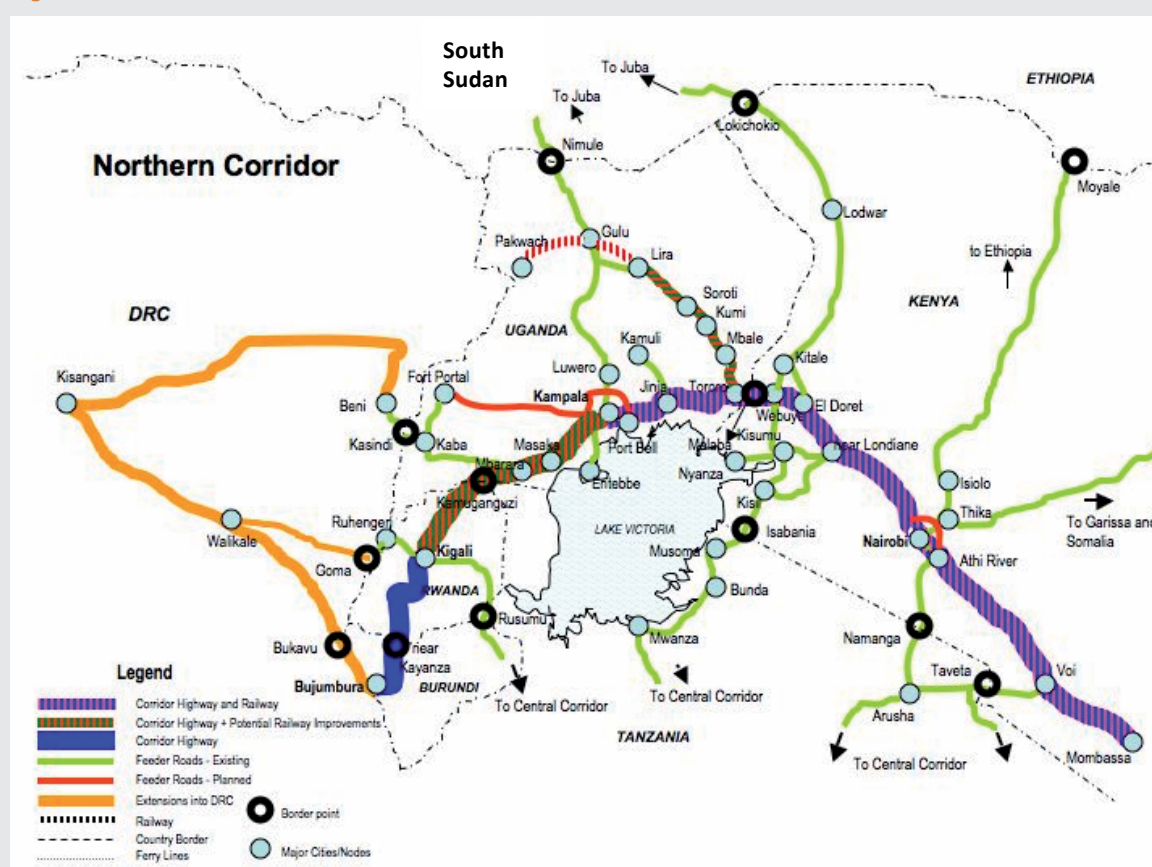 South
Sudan
To Juba
ETHIOPIA
To Juba
Lokichokio
Nimule
Northern Corridor
Moyale
Lodwar
Gulu
Pakwach
Lira
to Ethiopia
Soroti
KENYA
DRC
Kumi
UGANDA
Kamuli
Mbale
Kitale
Luwero
Kisangani
Fort Portal
Kampala
Jinja
Tororo
Beni
Webuye
El Doret
Kasindi
Kaba
Masaka
Port Bell
Malaba
Kisumu
near Londiane
Mbarara
Nyanza
Entebbe
Kamuganguzi
Kisii
Isiolo
Thika
Ruhengeri
LAKE VICTORIA
Isabania
To Garissa and
Somalia
Walikale
Kigali
Musoma
Nairobi
Goma
Athi River
RWANDA
Bunda
Rusumu
Mwanza
Namanga
Bukavu
near
Kayanza
Taveta
Voi
Legend
Bujumbura
BURUNDI
To Central Corridor
To Central Corridor
Arusha
Corridor Highway and Railway
Corridor Highway + Potential Railway Improvements
TANZANIA
Corridor Highway
Mombassa
Feeder Roads - Existing
To Central Corridor
Feeder Roads - Planned
Extensions into DRC
Border point
Railway
Country Border
Major Cities/Nodes
Ferry Lines